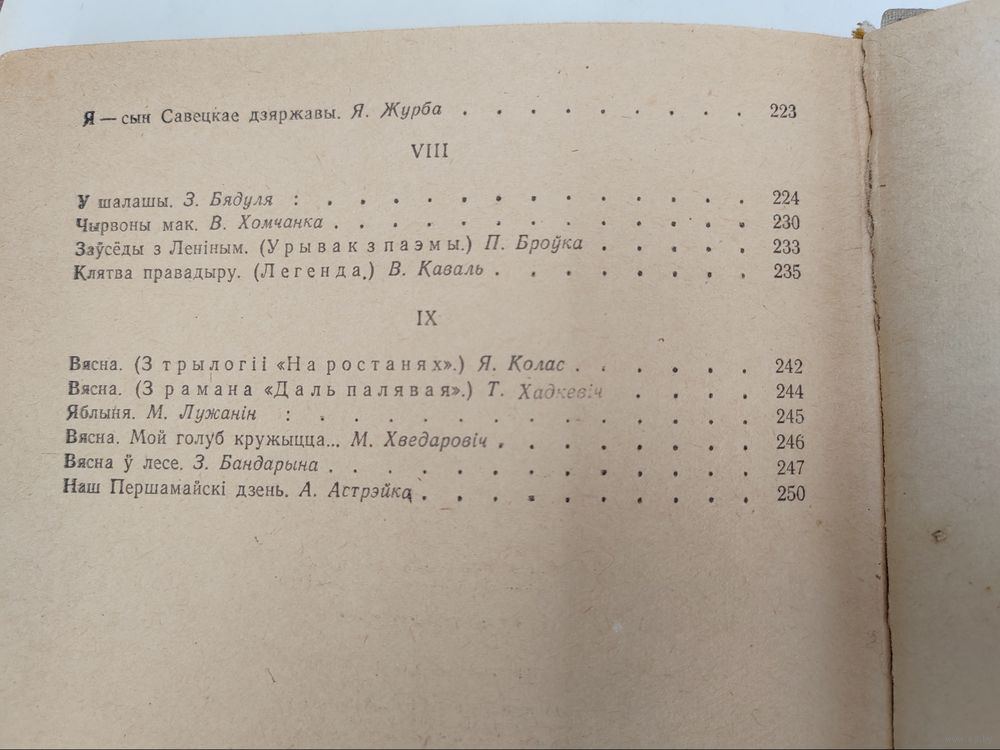 Я — сын Савецкае дзяржавы. Я. Журба . . . . . . . . . 223
VIII
У шалашы. З. Бядуля : . . . . . . . . . . . . 224
Чырвоны мак. В. Хомчанка . . . . . . . . . . . . 230
Заўсёды з Леніным. (Урывак з паэмы.) П. Броўка . . . . . 233
Клятва правадыру. (Легенда.) В. Каваль . . . . . . . . 235
IX
Вясна. (З трылогіі «На ростанях».) Я. Колас . . . . . . 242
Вясна. (З рамана «Даль палявая».) Т. Хадкевіч . . . . 244
Яблыня. М. Лужанін : . . . . . . . . . . . 245
Вясна. Мой голуб кружыцца... М. Хведаровіч . . . . . . . . 246
Вясна ў лесе. З. Бандарына . . . . . . . . . . . . 247
Наш Першамайскі дзень. А. Астрэйка . . . . . . . . . . 250